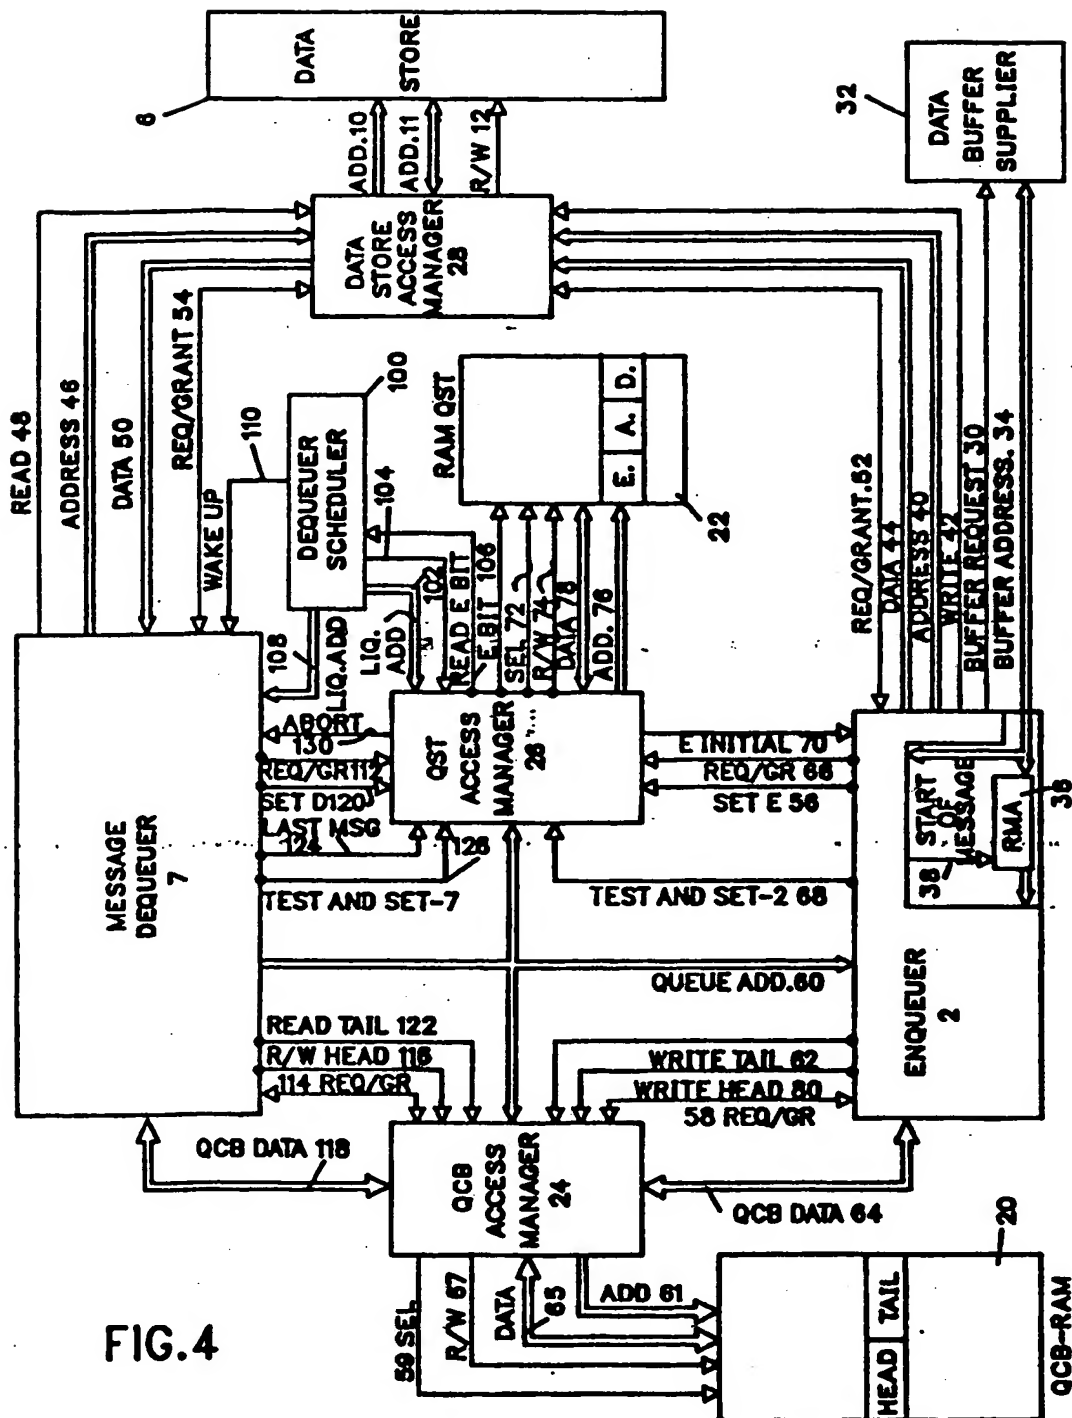 DATA
STORE
6
ADD.10
ADD.11
R/W 12
DATA
STORE
ACCESS
MANAGER
28
DATA
BUFFER
SUPPLIER
32
READ 48
ADDRESS 46
DATA 50
REQ/GRANT 54
WAKE UP
110
100
DEQUEUER
SCHEDULER
104
102
108
LIQ.ADD
LIQ.
ADD
READ E BIT
E BIT 106
SEL 72
R/W 74
DATA 78
ADD. 76
RAM QST
E.
A.
D.
22
REQ/GRANT.52
DATA 44
ADDRESS 40
WRITE 42
BUFFER REQUEST 30
BUFFER ADDRESS. 34
MESSAGE
DEQUEUER
7
ABORT
130
REQ/GR112
SET D120
LAST MSG
124
126
TEST AND SET-7
QST
ACCESS
MANAGER
26
E INITIAL 70
REQ/GR 66
SET E 56
TEST AND SET-2 68
START
OF
MESSAGE
38
RMA
36
QUEUE ADD.60
ENQUEUER
2
READ TAIL 122
R/W HEAD 116
114 REQ/GR
WRITE TAIL 62
WRITE HEAD 80
58 REQ/GR
QCB DATA 118
QCB
ACCESS
MANAGER
24
QCB DATA 64
59 SEL
R/W 67
DATA
65
ADD 61
20
HEAD
TAIL
QCB-RAM
FIG.4